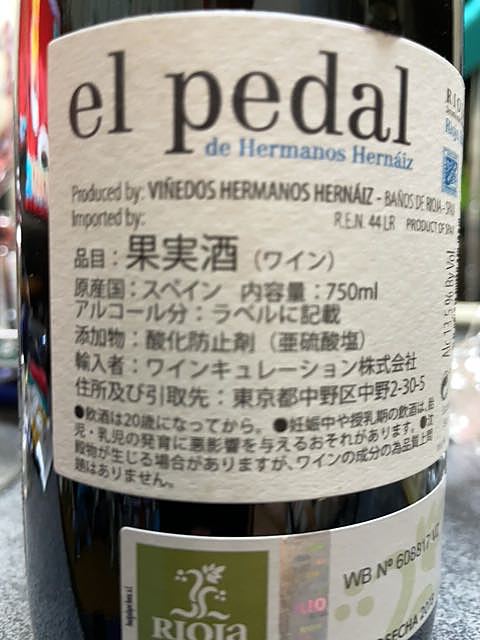 el pedal
de Hermanos Hernáiz
Produced by: VIÑEDOS HERMANOS HERNÁIZ - BAÑOS DE RIOJA -
Imported by:
R.E.N. 44 LR PRODUCT OF SPAIN
品目:果実酒(ワイン)
原産国:スペイン 内容量:750ml
アルコール分:ラベルに記載
添加物:酸化防止剤(亜硫酸塩)
輸入者:ワインキュレーション株式会社
住所及び引取先:東京都中野区中野2-30-5
●飲酒は20歳になってから。●妊娠中や授乳期の飲酒は、胎
児・乳児の発育に悪影響を与えるおそれがあります。●沈
殿物が生じる場合がありますが、ワインの成分の為品質上問
題はありません。
Alc 13,5 % By Vol
WB Nº 608817
RIOJA